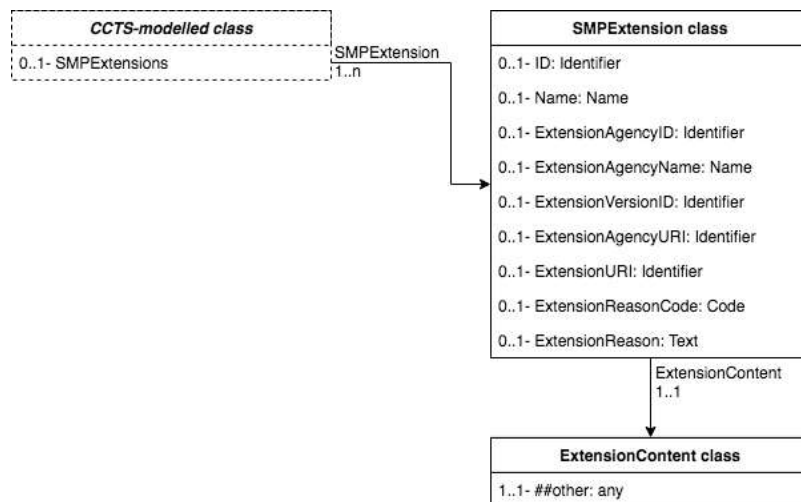 CCTS-modelled class
0..1- SMPExtensions
SMPExtension
1..n
SMPExtension class
0..1- ID: Identifier
0..1- Name: Name
0..1- ExtensionAgencyID: Identifier
0..1- ExtensionAgencyName: Name
0..1- ExtensionVersionID: Identifier
0..1- ExtensionAgencyURI: Identifier
0..1- ExtensionURI: Identifier
0..1- ExtensionReasonCode: Code
0..1- ExtensionReason: Text
ExtensionContent
1..1
ExtensionContent class
1..1- ##other: any